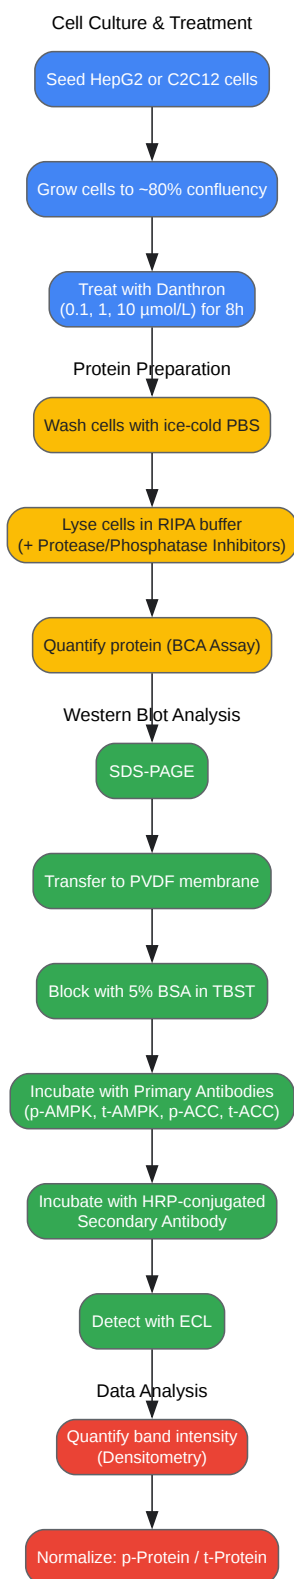 Cell Culture & Treatment
Seed HepG2 or C2C12 cells
Grow cells to ~80% confluency
Treat with Danthron
(0.1, 1, 10 µmol/L) for 8h
Protein Preparation
Wash cells with ice-cold PBS
Lyse cells in RIPA buffer
(+ Protease/Phosphatase Inhibitors)
Quantify protein (BCA Assay)
Western Blot Analysis
SDS-PAGE
Transfer to PVDF membrane
Block with 5% BSA in TBST
Incubate with Primary Antibodies
(p-AMPK, t-AMPK, p-ACC, t-ACC)
Incubate with HRP-conjugated
Secondary Antibody
Detect with ECL
Data Analysis
Quantify band intensity
(Densitometry)
Normalize: p-Protein / t-Protein